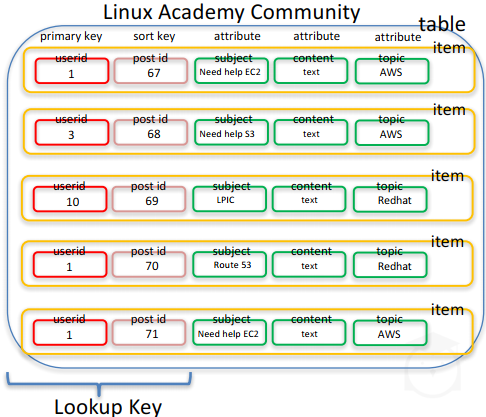 Linux Academy Community
table
primary key sort key attribute attribute attribute
item
userid post id subject content topic
1 67 Need help EC2 text AWS
item
userid post id subject content topic
3 68 Need help S3 text AWS
item
userid post id subject content topic
10 69 LPIC text Redhat
item
userid post id subject content topic
1 70 Route 53 text Redhat
item
userid post id subject content topic
1 71 Need help EC2 text AWS
Lookup Key